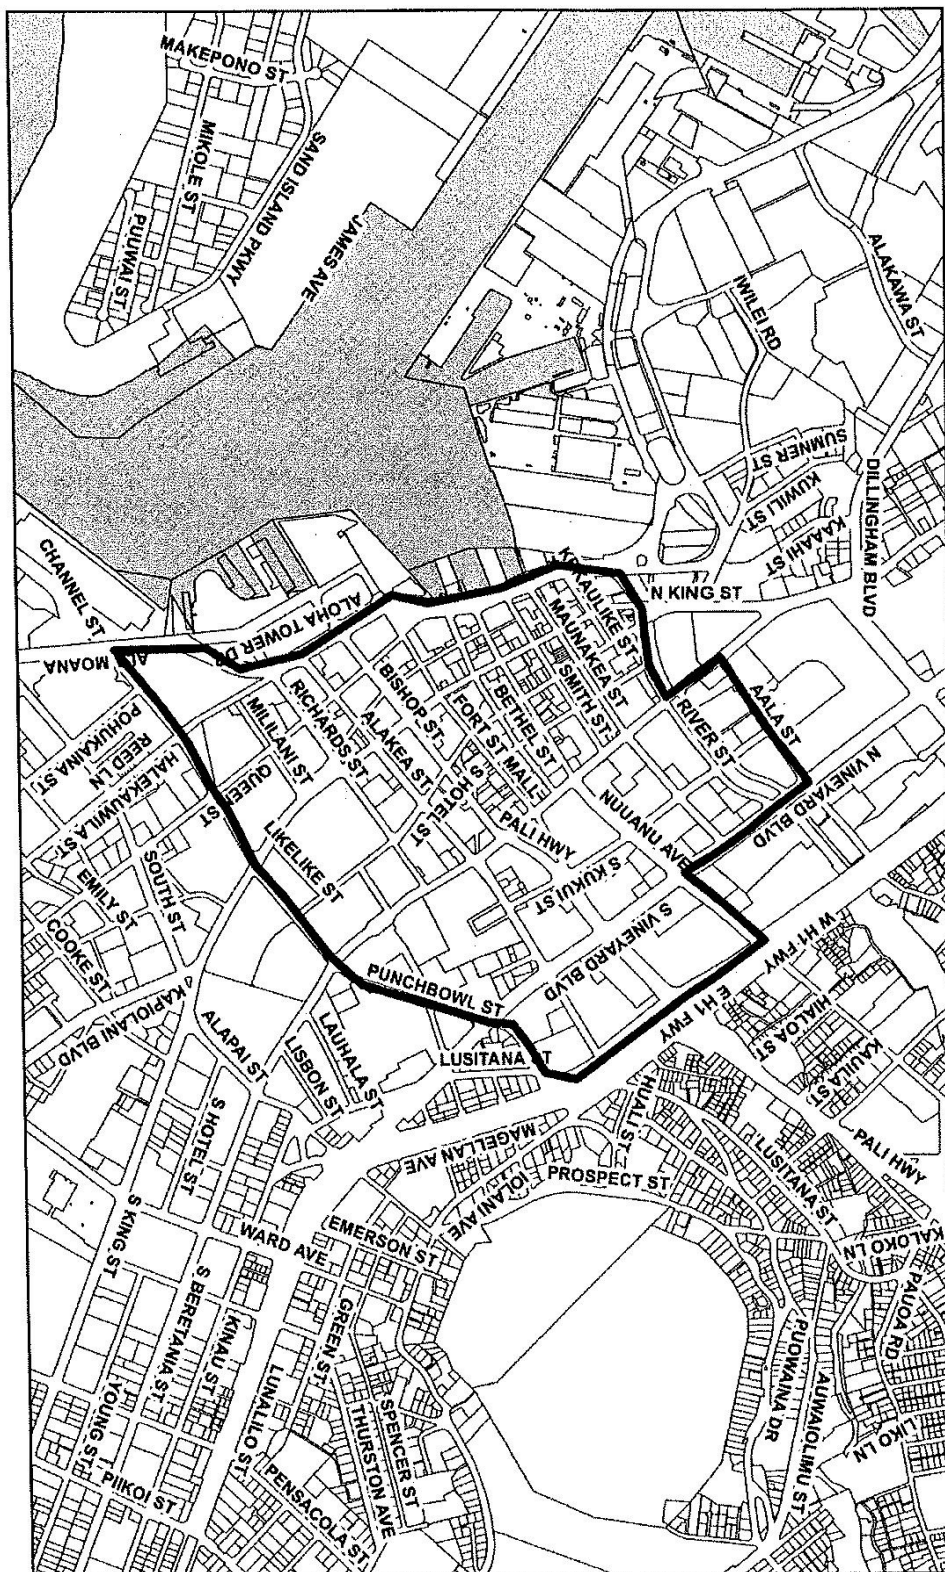 MAKEPONO ST
MIKOLE ST
PUUWAI ST
SAND ISLAND PKWY
JAMES AVE
ALAKAWA ST
IWILEI RD
SUMNER ST
KUWILI ST
KAAAHI ST
DILLINGHAM BLVD
N KING ST
CHANNEL ST
ALOHA TOWER DR
ALA MOANA
KEKAULIKE ST
MAUNAKEA ST
SMITH ST
RIVER ST
AALA ST
N VINEYARD BLVD
BETHEL ST
FORT ST MALL
BISHOP ST
ALAKEA ST
RICHARDS ST
MILILANI ST
S HOTEL ST
PALI HWY
NUUANU AVE
S KUKUI ST
S VINEYARD BLVD
QUEEN ST
LIKELIKE ST
POHUKAINA ST
REED LN
HALEKAUWILA ST
SOUTH ST
EMILY ST
COOKE ST
KAPIOLANI BLVD
PUNCHBOWL ST
LUSITANA ST
ALAPAI ST
LAUHALA ST
LISBON ST
W H1 FWY
E H1 FWY
HIALOA ST
KAUILA ST
PALI HWY
HUALI ST
LUSITANA ST
MAGELLAN AVE
IOLANI AVE
PROSPECT ST
KALOKO LN
PAUOA RD
LIKO LN
AUWAIOLIMU ST
PUOWAINA DR
S HOTEL ST
S KING ST
WARD AVE
EMERSON ST
S BERETANIA ST
KINAU ST
GREEN ST
LUNALILO ST
SPENCER ST
THURSTON AVE
YOUNG ST
PIIKOI ST
PENSACOLA ST